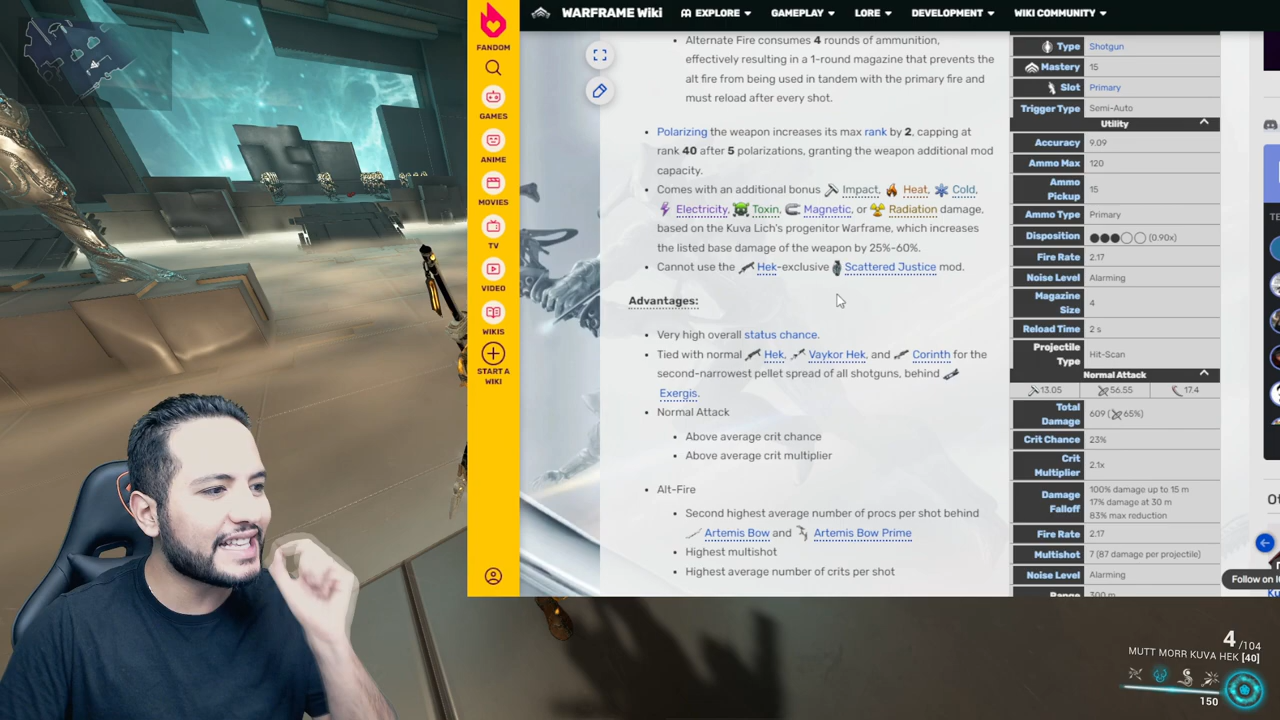 FANDOM
GAMES
ANIME
MOVIES
TV
VIDEO
WIKIS
START A
WIKI
WARFRAME WiKi
EXPLORE
GAMEPLAY
LORE
DEVELOPMENT
WIKI COMMUNITY
Alternate Fire consumes 4 rounds of ammunition,
effectively resulting in a 1-round magazine that prevents the
alt fire from being used in tandem with the primary fire and
must reload after every shot.
Polarizing the weapon increases its max rank by 2, capping at
rank 40 after 5 polarizations, granting the weapon additional mod
capacity.
Comes with an additional bonus Impact, Heat, Cold,
Electricity, Toxin, Magnetic, or Radiation damage,
based on the Kuva Lich's progenitor Warframe, which increases
the listed base damage of the weapon by 25%-60%.
Cannot use the Hek-exclusive Scattered Justice mod.
Advantages:
Very high overall status chance.
Tied with normal Hek, Vaykor Hek, and Corinth for the
second-narrowest pellet spread of all shotguns, behind
Exergis.
Normal Attack
Above average crit chance
Above average crit multiplier
Alt-Fire
Second highest average number of procs per shot behind
Artemis Bow and Artemis Bow Prime
Highest multishot
Highest average number of crits per shot
Type Shotgun
Mastery 15
Slot Primary
Trigger Type Semi-Auto
Utility
Accuracy 9.09
Ammo Max 120
Ammo
Pickup 15
Ammo Type Primary
Disposition (0.90x)
Fire Rate 2.17
Noise Level Alarming
Magazine
Size 4
Reload Time 2 s
Projectile
Type Hit-Scan
Normal Attack
13.05 56.55 17.4
Total
Damage 609 (65%)
Crit Chance 23%
Crit
Multiplier 2.1x
Damage
Falloff
100% damage up to 15 m
17% damage at 30 m
83% max reduction
Fire Rate 2.17
Multishot 7 (87 damage per projectile)
Noise Level Alarming
Range 300 m
Follow on
4/104
MUTT MORR KUVA HEK [40]
150